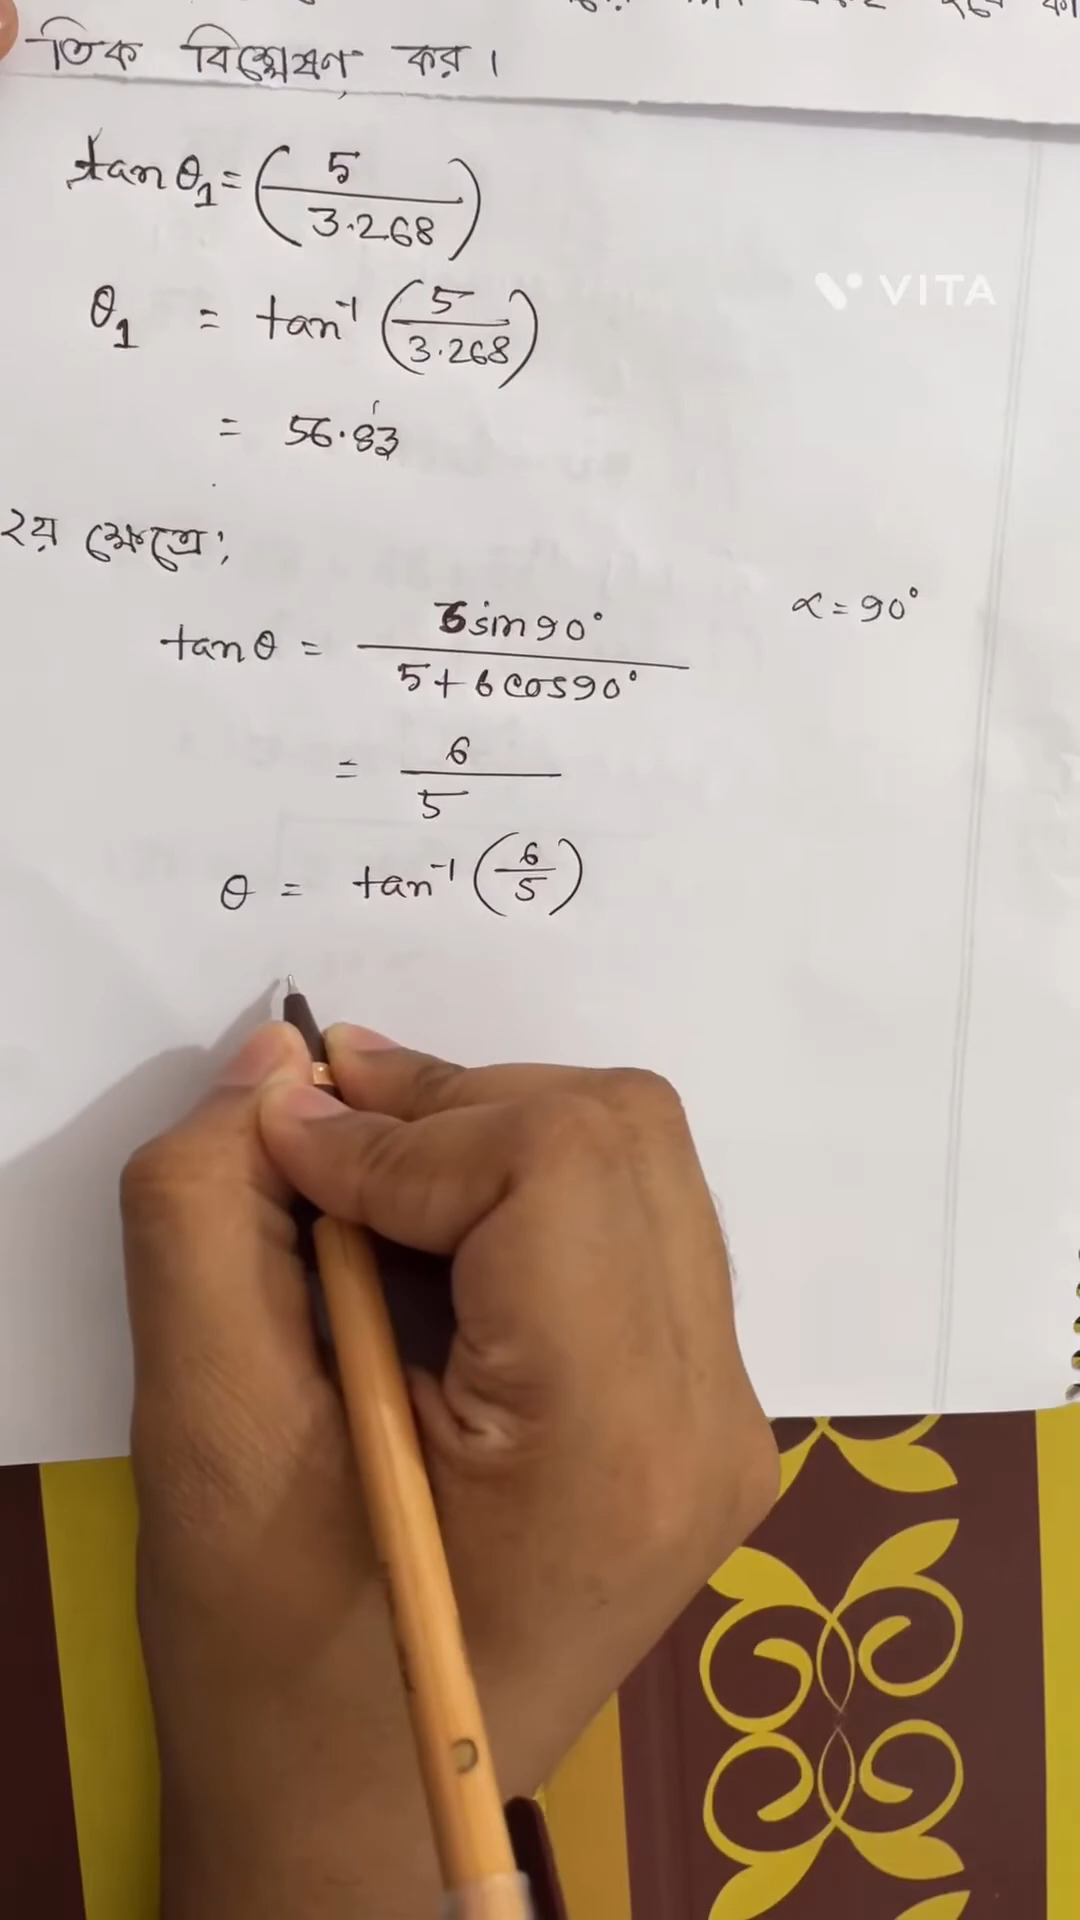 তিক বিশ্লেষণ কর।
tan θ₁ = (5/3.268)
VITA
θ₁ = tan⁻¹ (5/3.268)
= 56.83
২য় ক্ষেত্রে;
α = 90°
tan θ = 6 sin 90° / 5 + 6 cos 90°
= 6/5
θ = tan⁻¹ (6/5)